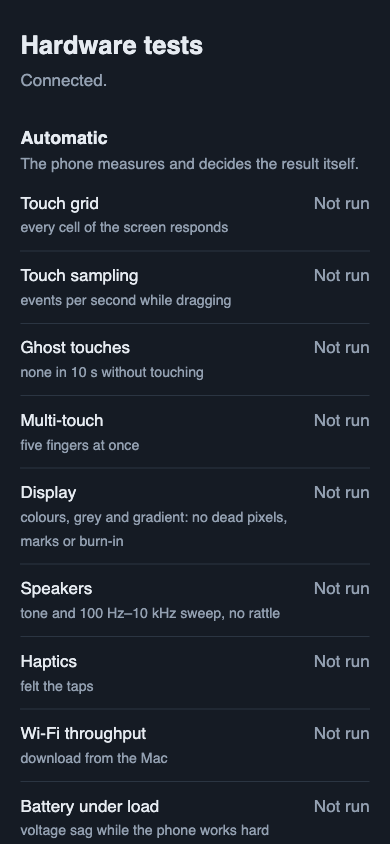 Hardware tests
Connected.
Automatic
The phone measures and decides the result itself.
Touch grid
Not run
every cell of the screen responds
Touch sampling
Not run
events per second while dragging
Ghost touches
Not run
none in 10 s without touching
Multi-touch
Not run
five fingers at once
Display
Not run
colours, grey and gradient: no dead pixels,
marks or burn-in
Speakers
Not run
tone and 100 Hz–10 kHz sweep, no rattle
Haptics
Not run
felt the taps
Wi-Fi throughput
Not run
download from the Mac
Battery under load
Not run
voltage sag while the phone works hard